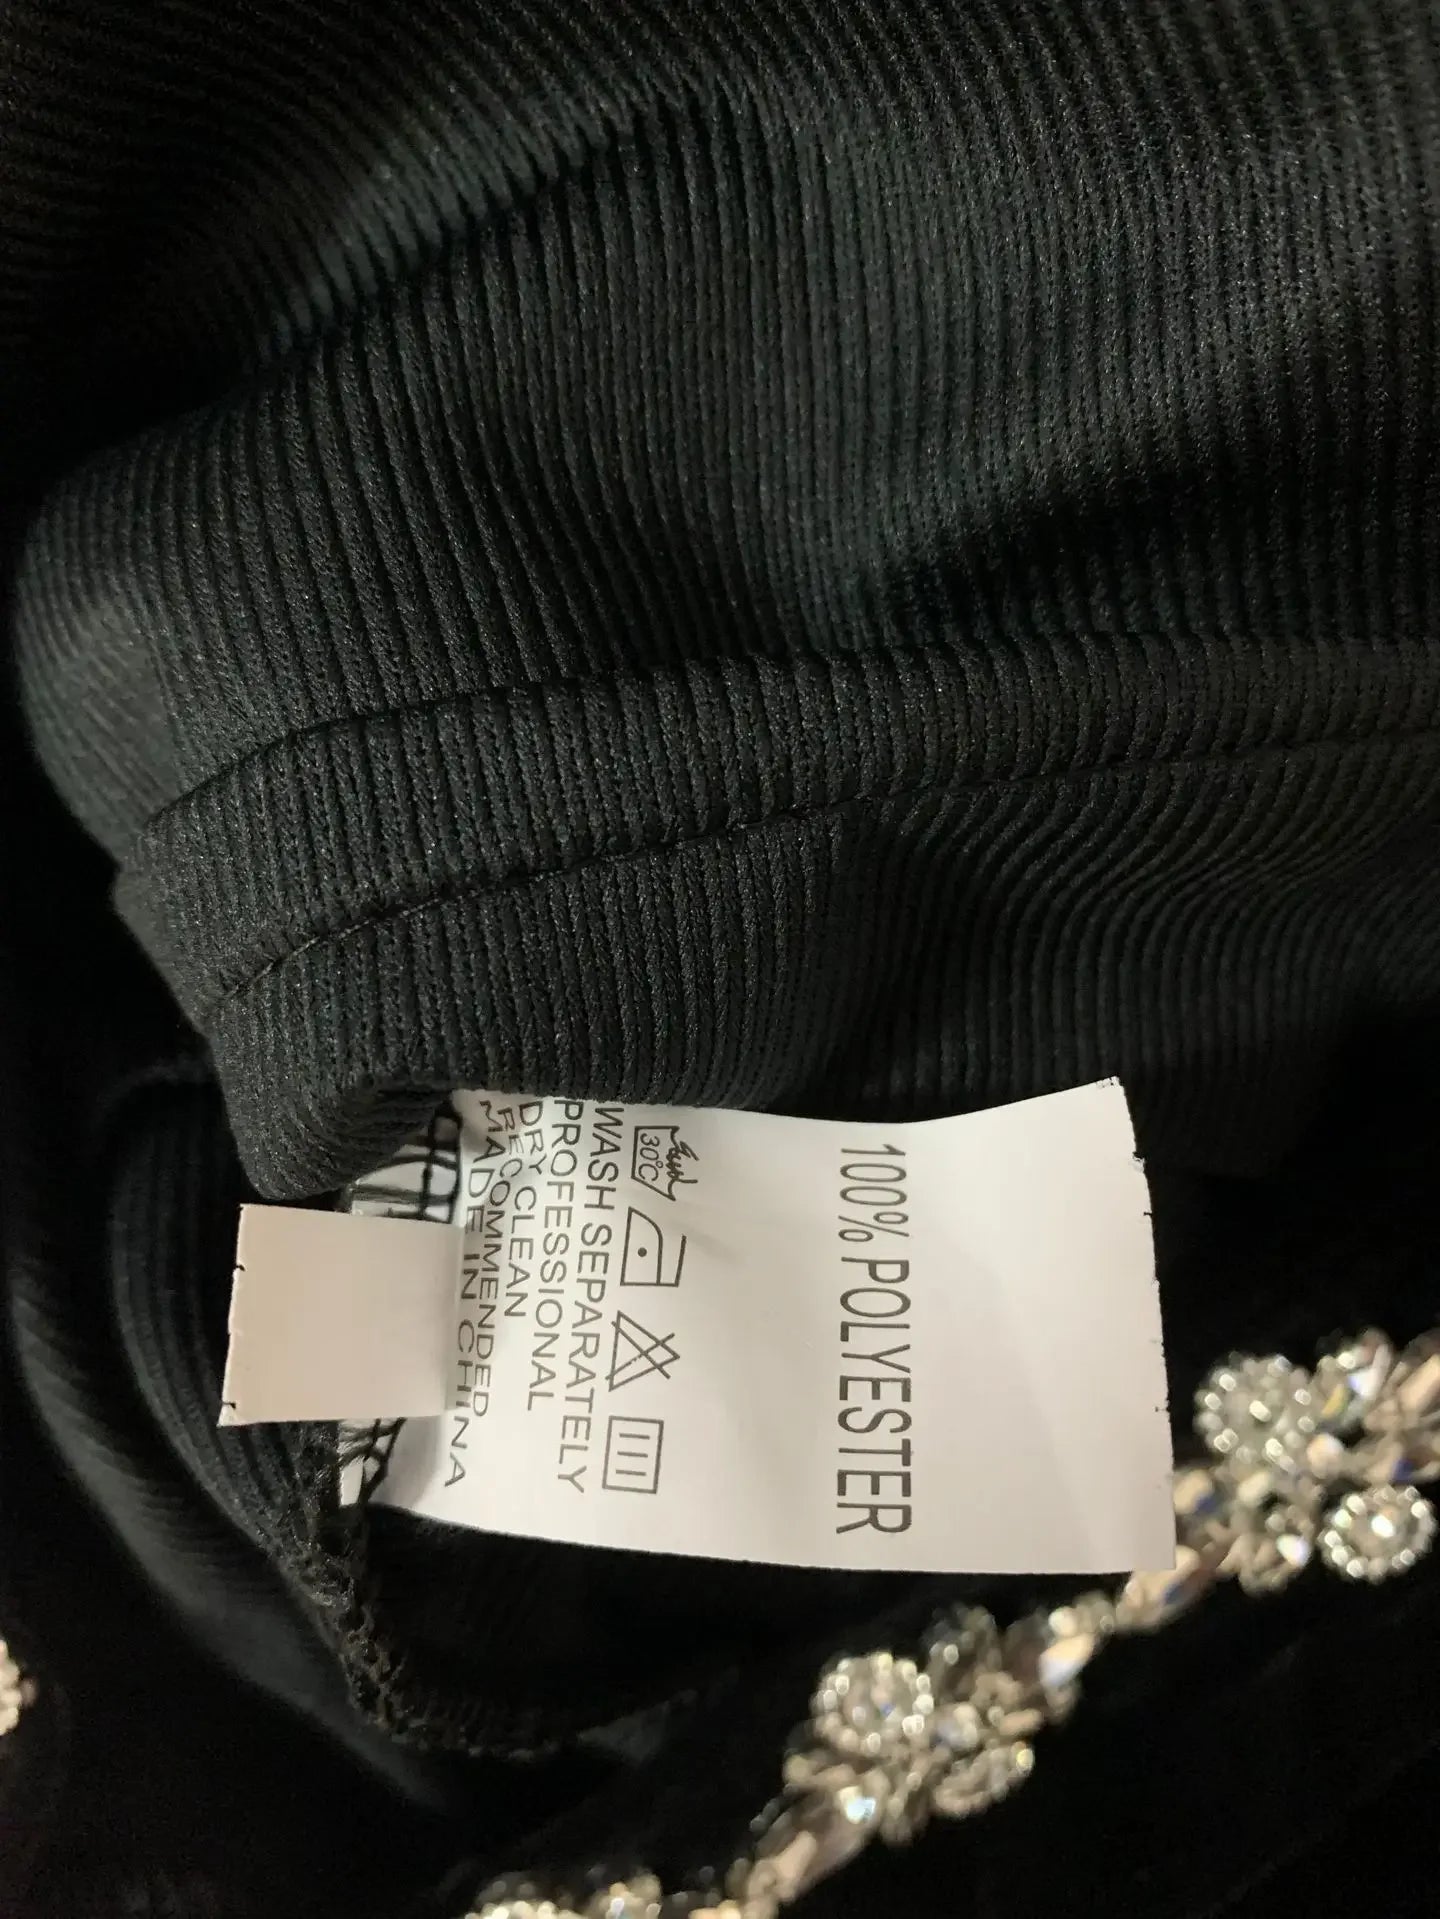 100% POLYESTER
30°C
WASH SEPARATELY
PROFESSIONAL
DRY CLEAN
RECOMMENDED
MADE IN CHINA